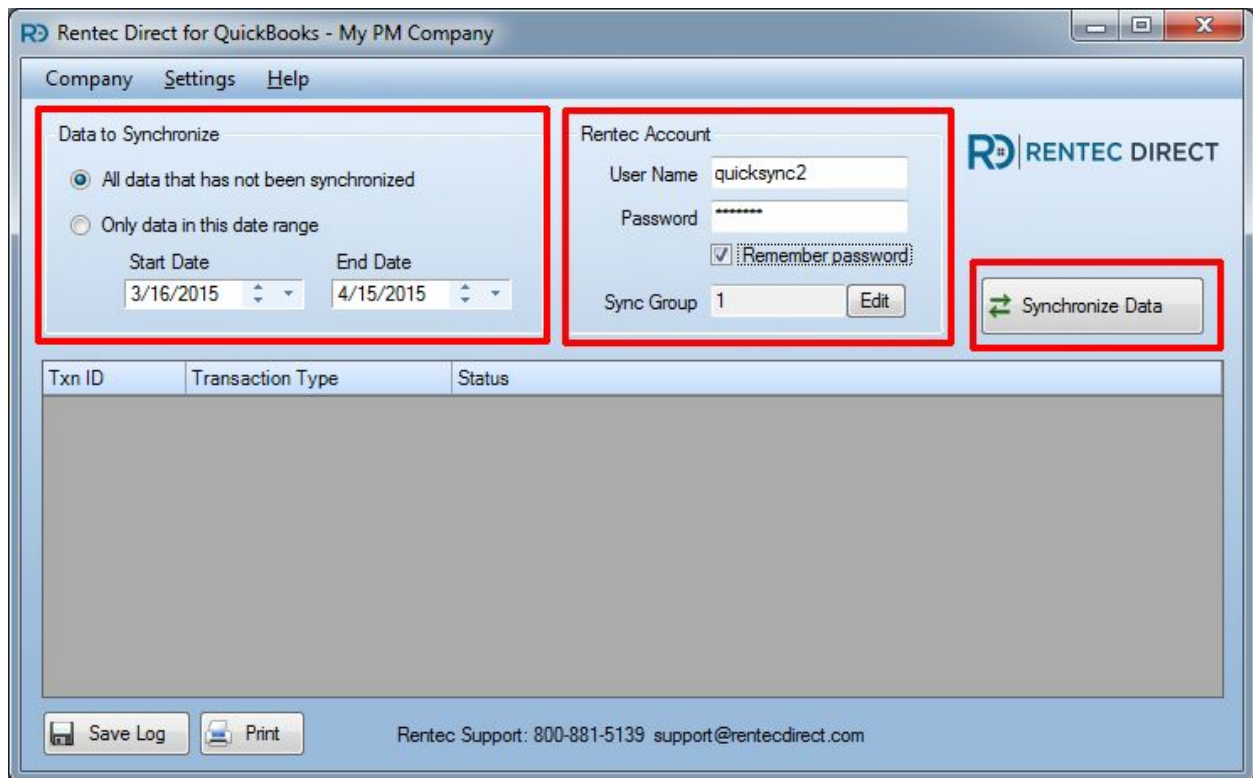 Rentec Direct for QuickBooks - My PM Company
Company Settings Help
Data to Synchronize
All data that has not been synchronized
Only data in this date range
Start Date End Date
3/16/2015 4/15/2015
Rentec Account
User Name quicksync2
Password *******
Remember password
Sync Group 1 Edit
RD RENTEC DIRECT
Synchronize Data
Txn ID Transaction Type Status
Save Log Print Rentec Support: 800-881-5139 support@rentecdirect.com